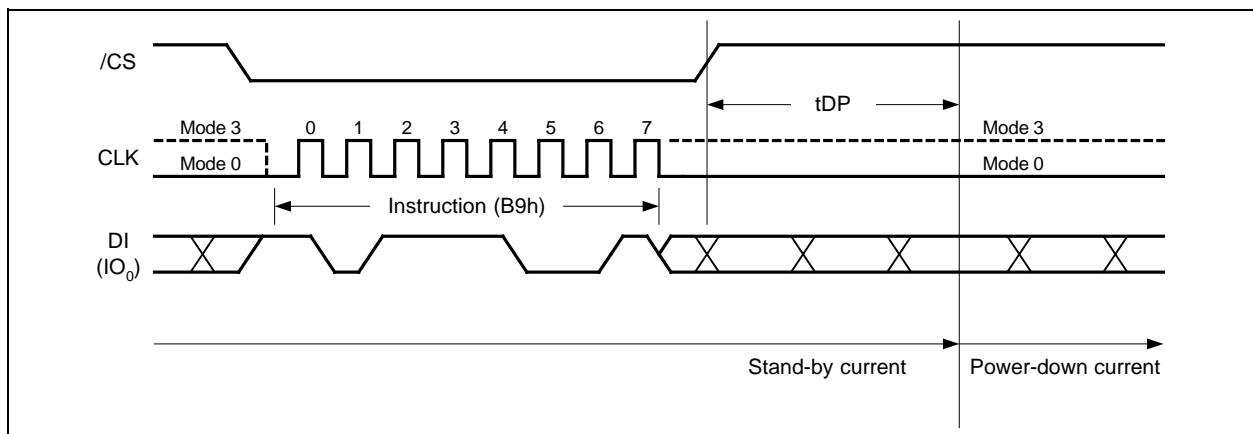 /CS
tDP
Mode 3 0 1 2 3 4 5 6 7 Mode 3
CLK
Mode 0 Mode 0
Instruction (B9h)
DI
(IO₀)
Stand-by current Power-down current